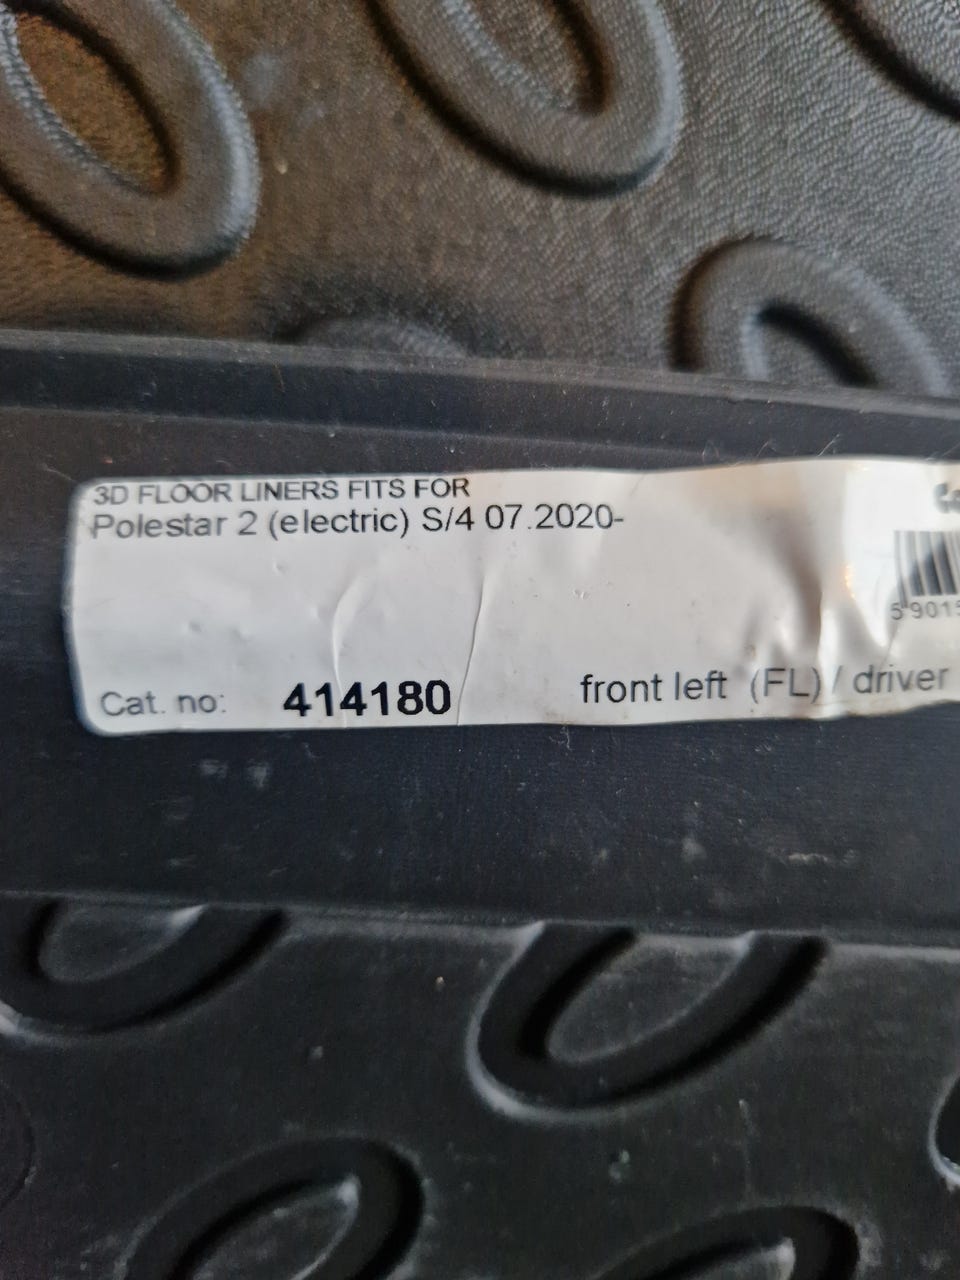 3D FLOOR LINERS FITS FOR
Polestar 2 (electric) S/4 07.2020-
Cat. no: 414180
front left (FL) / driver